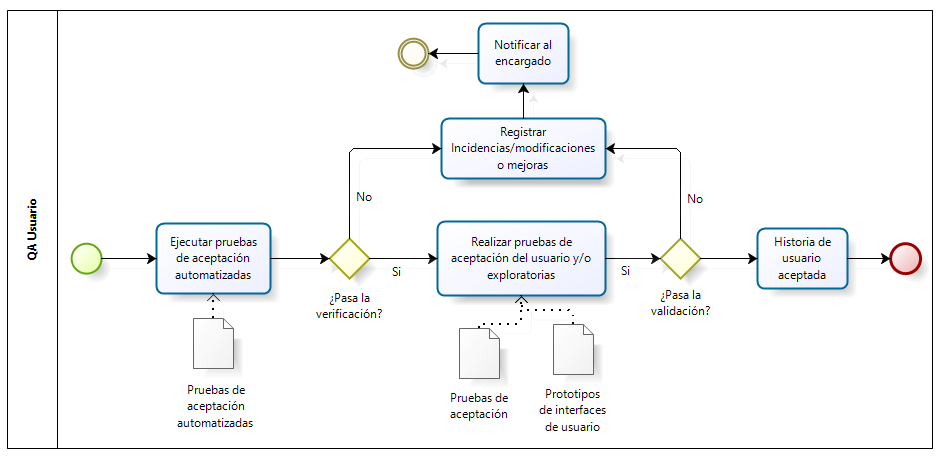 QA Usuario
Notificar al
encargado
Registrar
Incidencias/modificaciones
o mejoras
No
No
Ejecutar pruebas
de aceptación
automatizadas
¿Pasa la
verificación?
Si
Realizar pruebas de
aceptación del usuario y/o
exploratorias
Si
¿Pasa la
validación?
Historia de
usuario
aceptada
Pruebas de
aceptación
automatizadas
Pruebas de
aceptación
Prototipos
de interfaces
de usuario